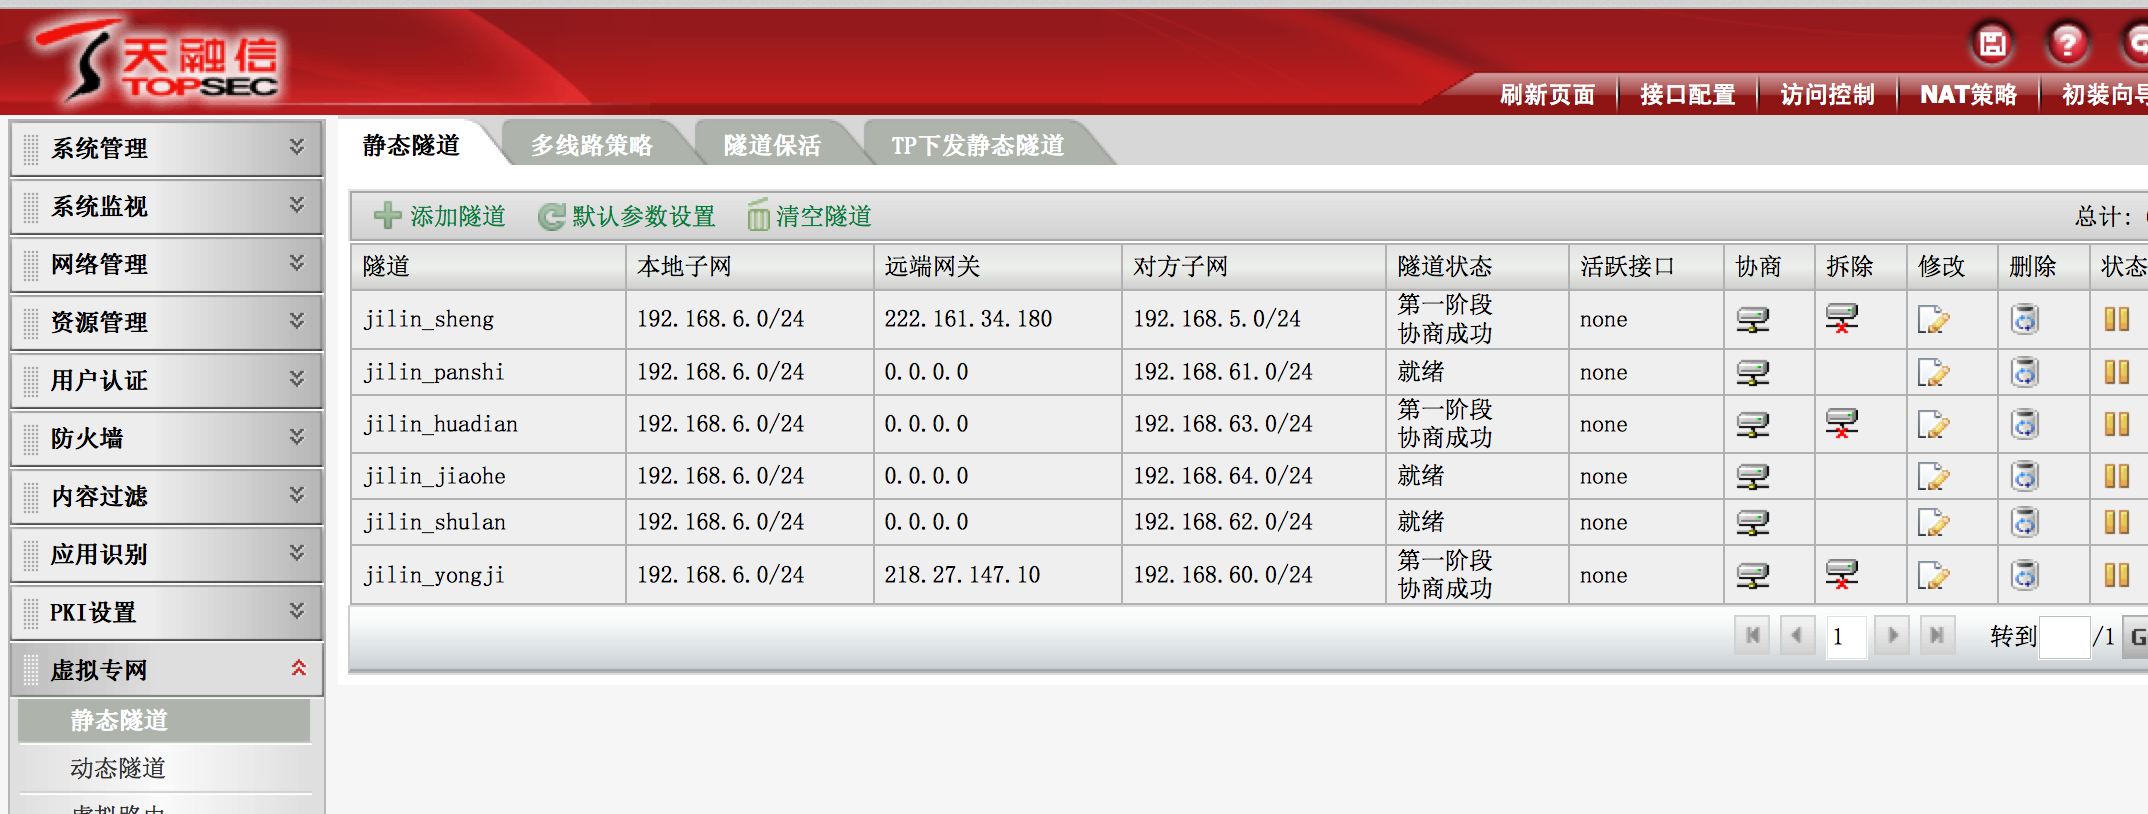 天融信
TOPSEC
刷新页面 接口配置 访问控制 NAT策略 初装向导
系统管理
系统监视
网络管理
资源管理
用户认证
防火墙
内容过滤
应用识别
PKI设置
虚拟专网
静态隧道
动态隧道
虚拟路由
静态隧道 多线路策略 隧道保活 TP下发静态隧道
添加隧道 默认参数设置 清空隧道 总计:
隧道 本地子网 远端网关 对方子网 隧道状态 活跃接口 协商 拆除 修改 删除 状态
jilin_sheng 192.168.6.0/24 222.161.34.180 192.168.5.0/24 第一阶段
协商成功 none
jilin_panshi 192.168.6.0/24 0.0.0.0 192.168.61.0/24 就绪 none
jilin_huadian 192.168.6.0/24 0.0.0.0 192.168.63.0/24 第一阶段
协商成功 none
jilin_jiaohe 192.168.6.0/24 0.0.0.0 192.168.64.0/24 就绪 none
jilin_shulan 192.168.6.0/24 0.0.0.0 192.168.62.0/24 就绪 none
jilin_yongji 192.168.6.0/24 218.27.147.10 192.168.60.0/24 第一阶段
协商成功 none
1 转到 /1 G